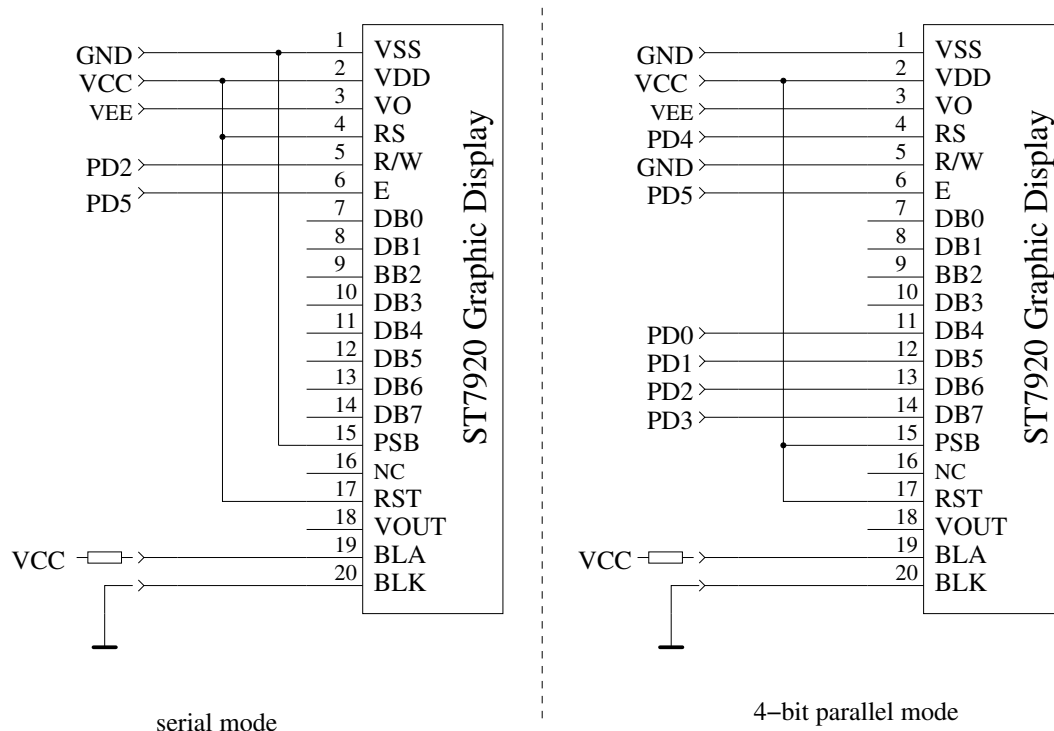 GND 1 VSS
VCC 2 VDD
VEE 3 VO
4 RS
PD2 5 R/W
PD5 6 E
7 DB0
8 DB1
9 BB2
10 DB3
11 DB4
12 DB5
13 DB6
14 DB7
15 PSB
16 NC
17 RST
18 VOUT
VCC 19 BLA
20 BLK
ST7920 Graphic Display
serial mode
GND 1 VSS
VCC 2 VDD
VEE 3 VO
PD4 4 RS
GND 5 R/W
PD5 6 E
7 DB0
8 DB1
9 BB2
10 DB3
PD0 11 DB4
PD1 12 DB5
PD2 13 DB6
PD3 14 DB7
15 PSB
16 NC
17 RST
18 VOUT
VCC 19 BLA
20 BLK
ST7920 Graphic Display
4−bit parallel mode